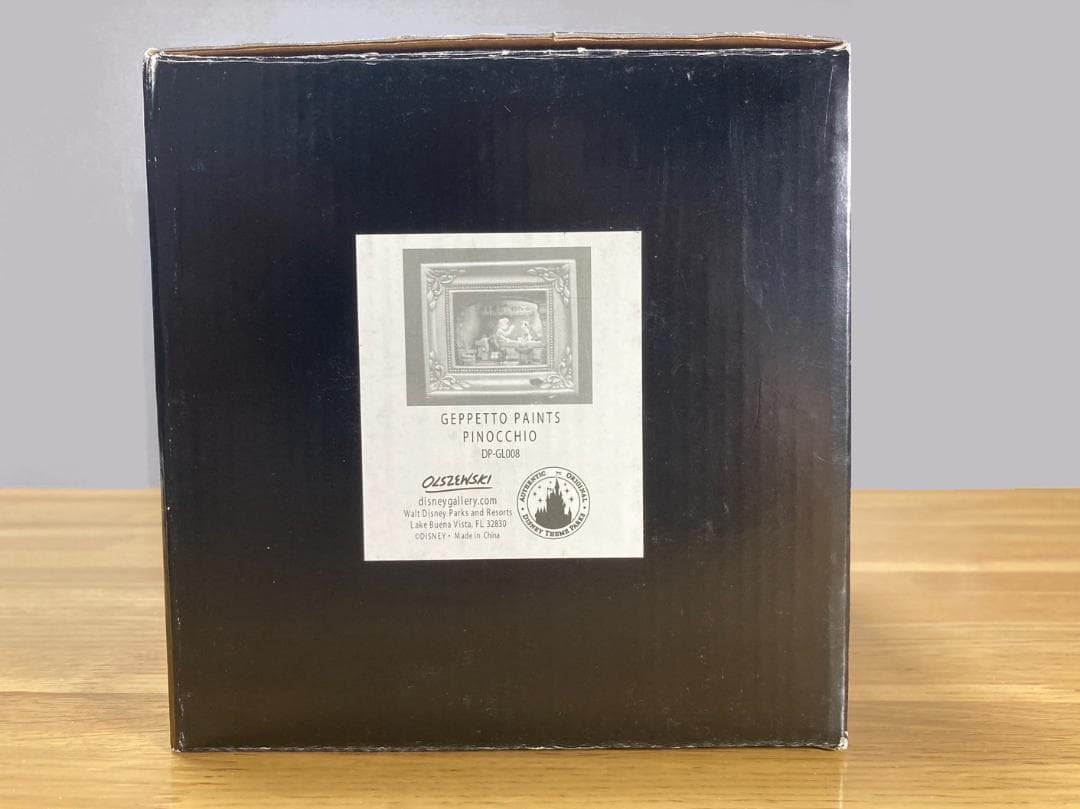 GEPPETTO PAINTS
PINOCCHIO
DP-GL008
OLSZEWSKI
disneygallery.com
Walt Disney Parks and Resorts
Lake Buena Vista, FL 32830
©DISNEY • Made in China
AUTHENTIC ORIGINAL
• DISNEY THEME PARKS •